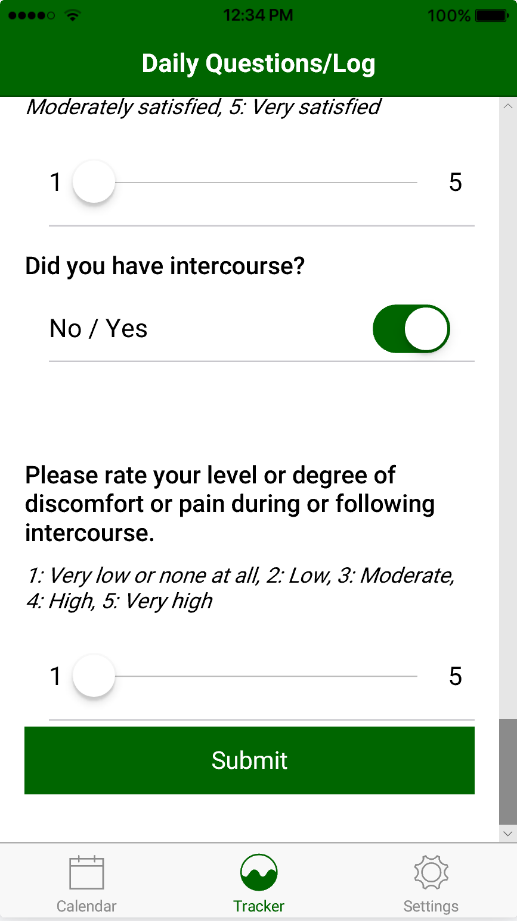 12:34 PM 100%
Daily Questions/Log
Moderately satisfied, 5: Very satisfied
1 5
Did you have intercourse?
No / Yes
Please rate your level or degree of
discomfort or pain during or following
intercourse.
1: Very low or none at all, 2: Low, 3: Moderate,
4: High, 5: Very high
1 5
Submit
Calendar Tracker Settings